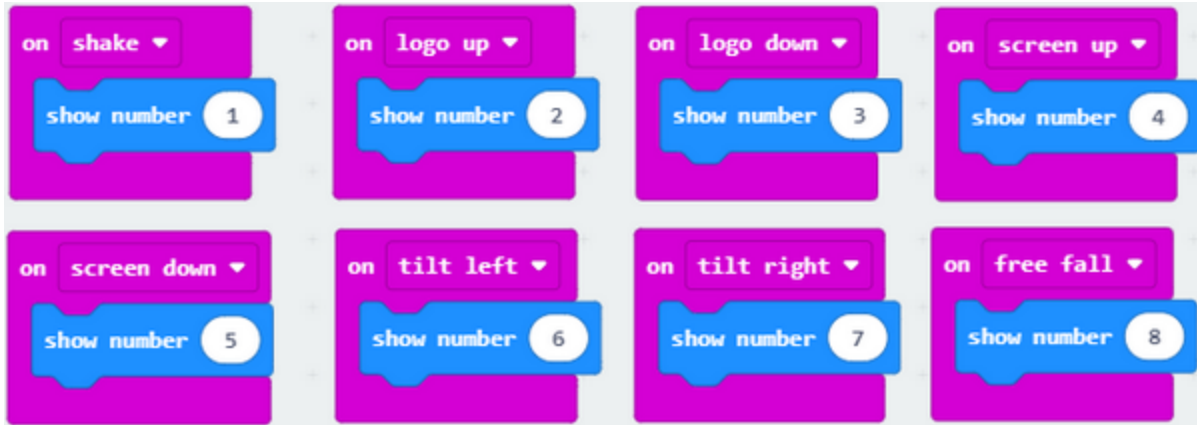 on shake
show number 1
on logo up
show number 2
on logo down
show number 3
on screen up
show number 4
on screen down
show number 5
on tilt left
show number 6
on tilt right
show number 7
on free fall
show number 8